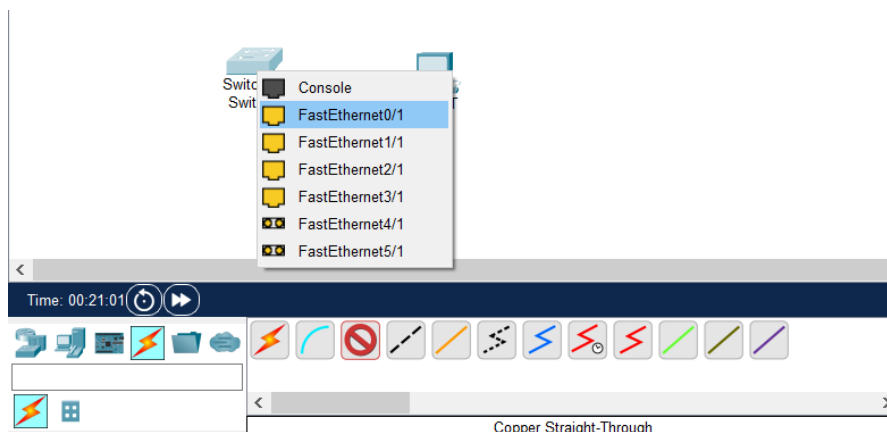 Switc
Swit
T
Console
FastEthernet0/1
FastEthernet1/1
FastEthernet2/1
FastEthernet3/1
FastEthernet4/1
FastEthernet5/1
Time: 00:21:01
Copper Straight-Through